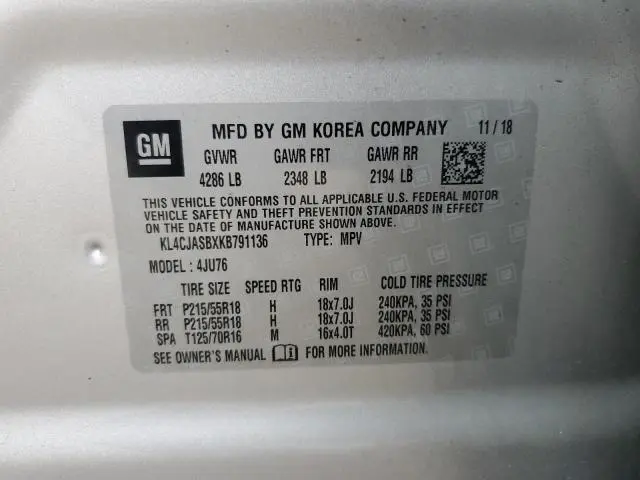 GM MFD BY GM KOREA COMPANY 11 / 18
GVWR GAWR FRT GAWR RR
4286 LB 2348 LB 2194 LB
THIS VEHICLE CONFORMS TO ALL APPLICABLE U.S. FEDERAL MOTOR
VEHICLE SAFETY AND THEFT PREVENTION STANDARDS IN EFFECT
ON THE DATE OF MANUFACTURE SHOWN ABOVE.
KL4CJASBXKB791136 TYPE: MPV
MODEL : 4JU76
TIRE SIZE SPEED RTG RIM COLD TIRE PRESSURE
FRT P215/55R18 H 18x7.0J 240KPA, 35 PSI
RR P215/55R18 H 18x7.0J 240KPA, 35 PSI
SPA T125/70R16 M 16x4.0T 420KPA, 60 PSI
SEE OWNER'S MANUAL FOR MORE INFORMATION.